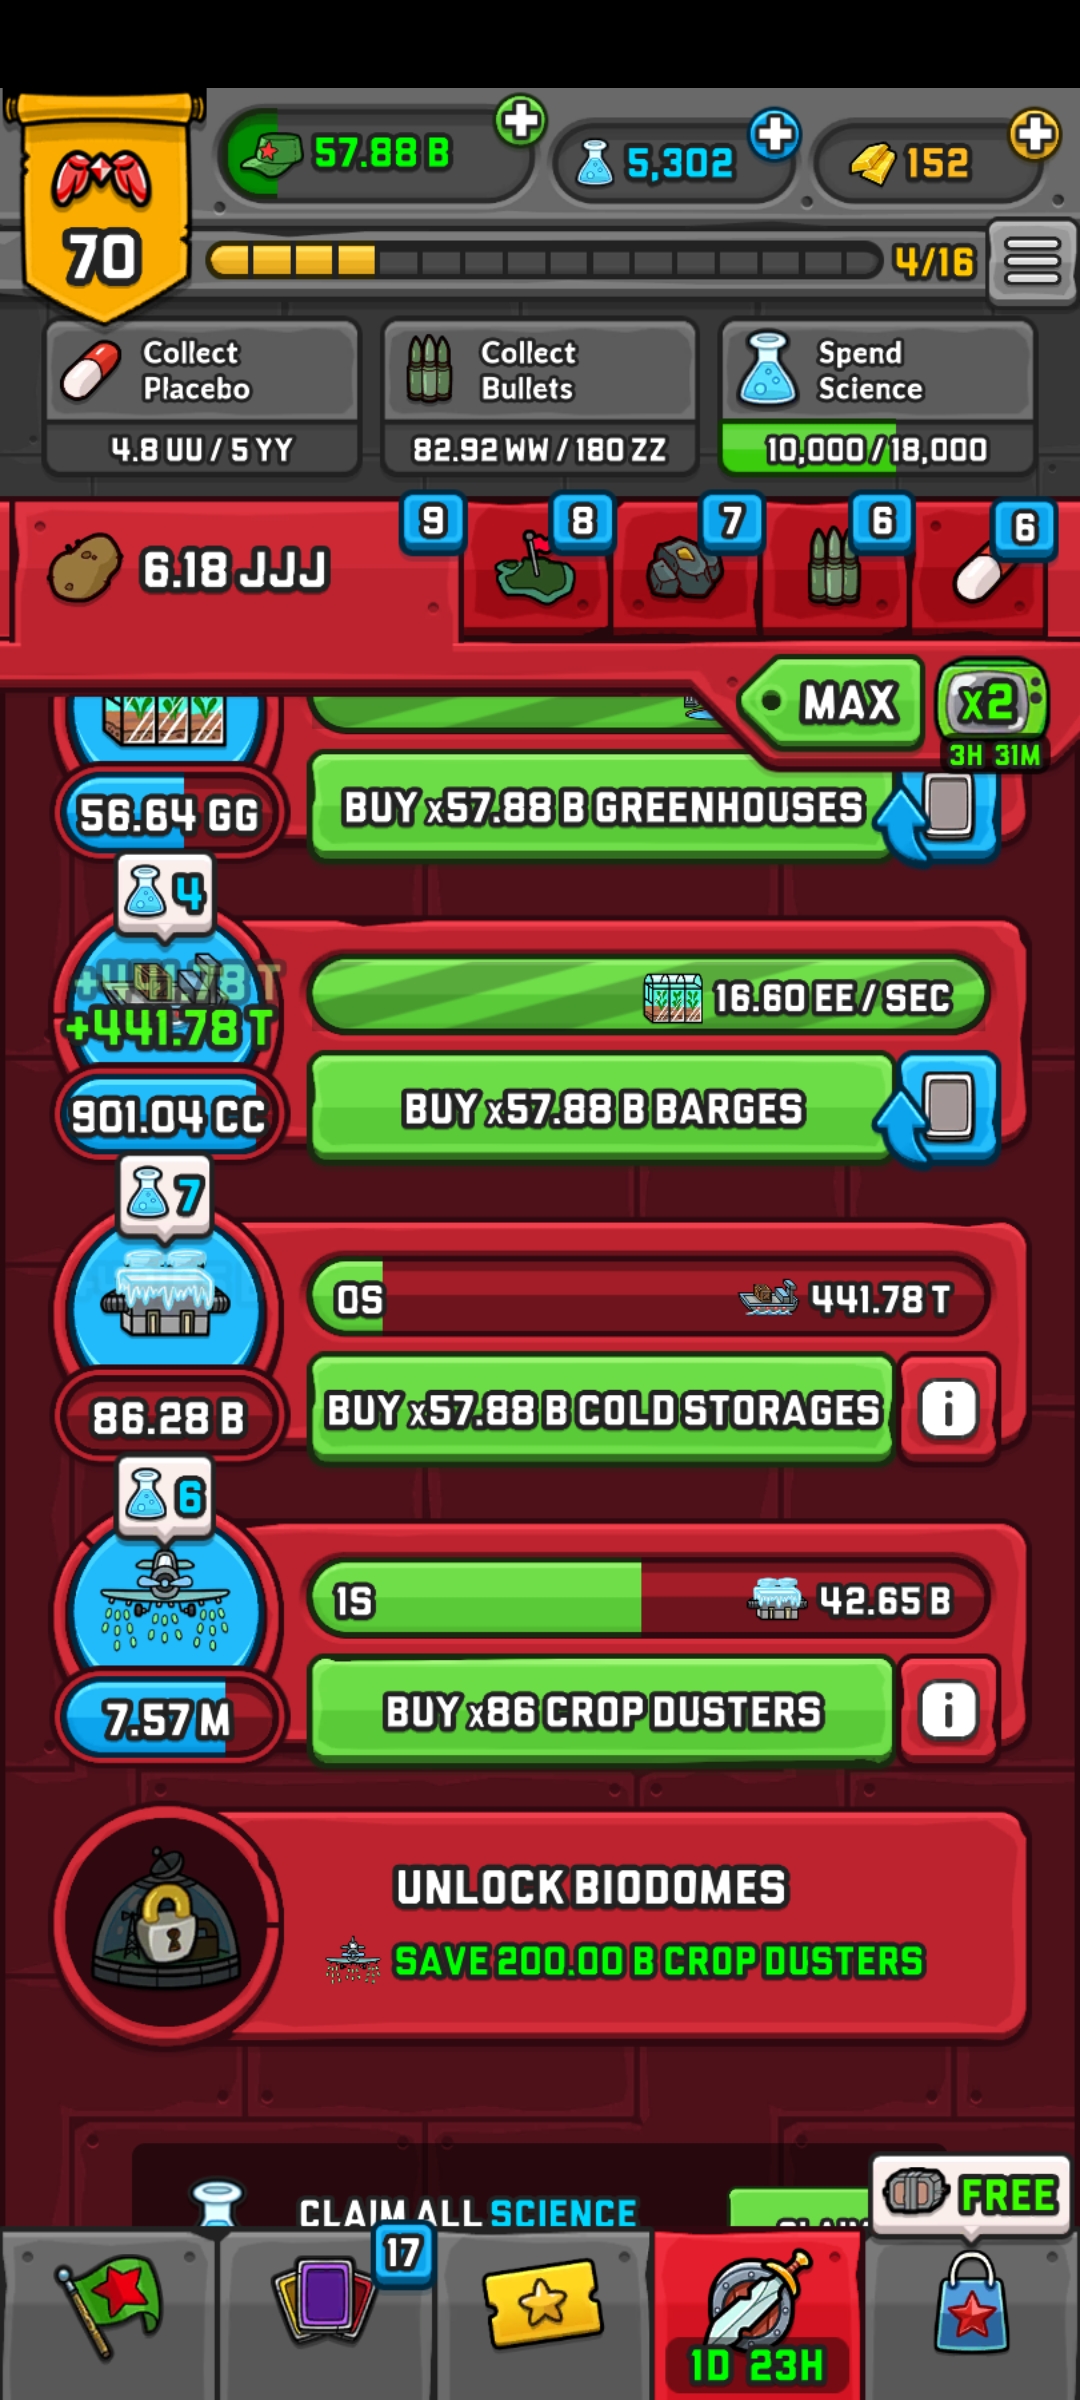 57.88 B
5,302
152
70
4/16
Collect
Placebo
4.8 UU / 5 YY
Collect
Bullets
82.92 WW / 180 ZZ
Spend
Science
10,000 / 18,000
6.18 JJJ
9
8
7
6
6
MAX
x2
3H 31M
56.64 GG
BUY x57.88 B GREENHOUSES
4
+441.78 T
+441.78 T
16.60 EE / SEC
901.04 CC
BUY x57.88 B BARGES
7
0S
441.78 T
86.28 B
BUY x57.88 B COLD STORAGES
i
6
1S
42.65 B
7.57 M
BUY x86 CROP DUSTERS
i
UNLOCK BIODOMES
SAVE 200.00 B CROP DUSTERS
CLAIM ALL SCIENCE
FREE
17
1D 23H